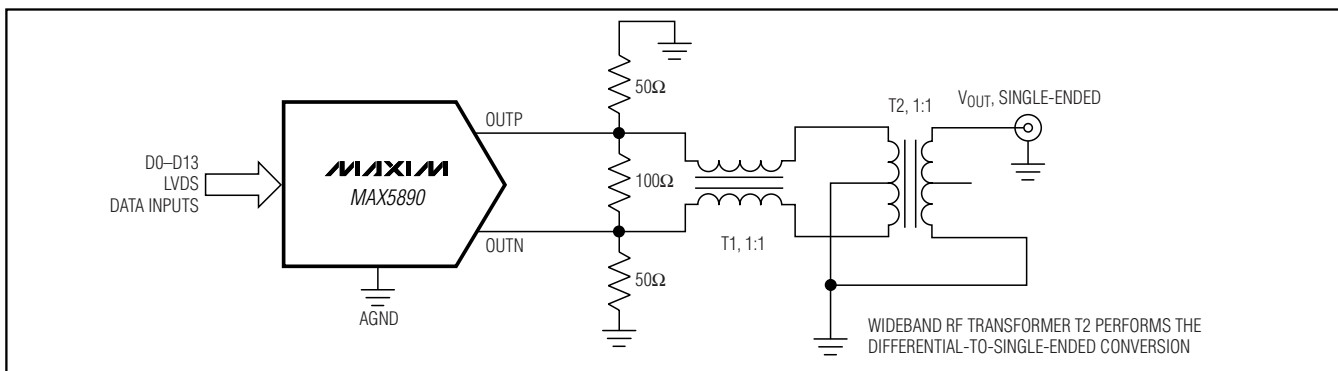 50Ω
T2, 1:1
VOUT, SINGLE-ENDED
OUTP
D0–D13
LVDS
DATA INPUTS
MAXIM
MAX5890
100Ω
OUTN
T1, 1:1
50Ω
AGND
WIDEBAND RF TRANSFORMER T2 PERFORMS THE
DIFFERENTIAL-TO-SINGLE-ENDED CONVERSION